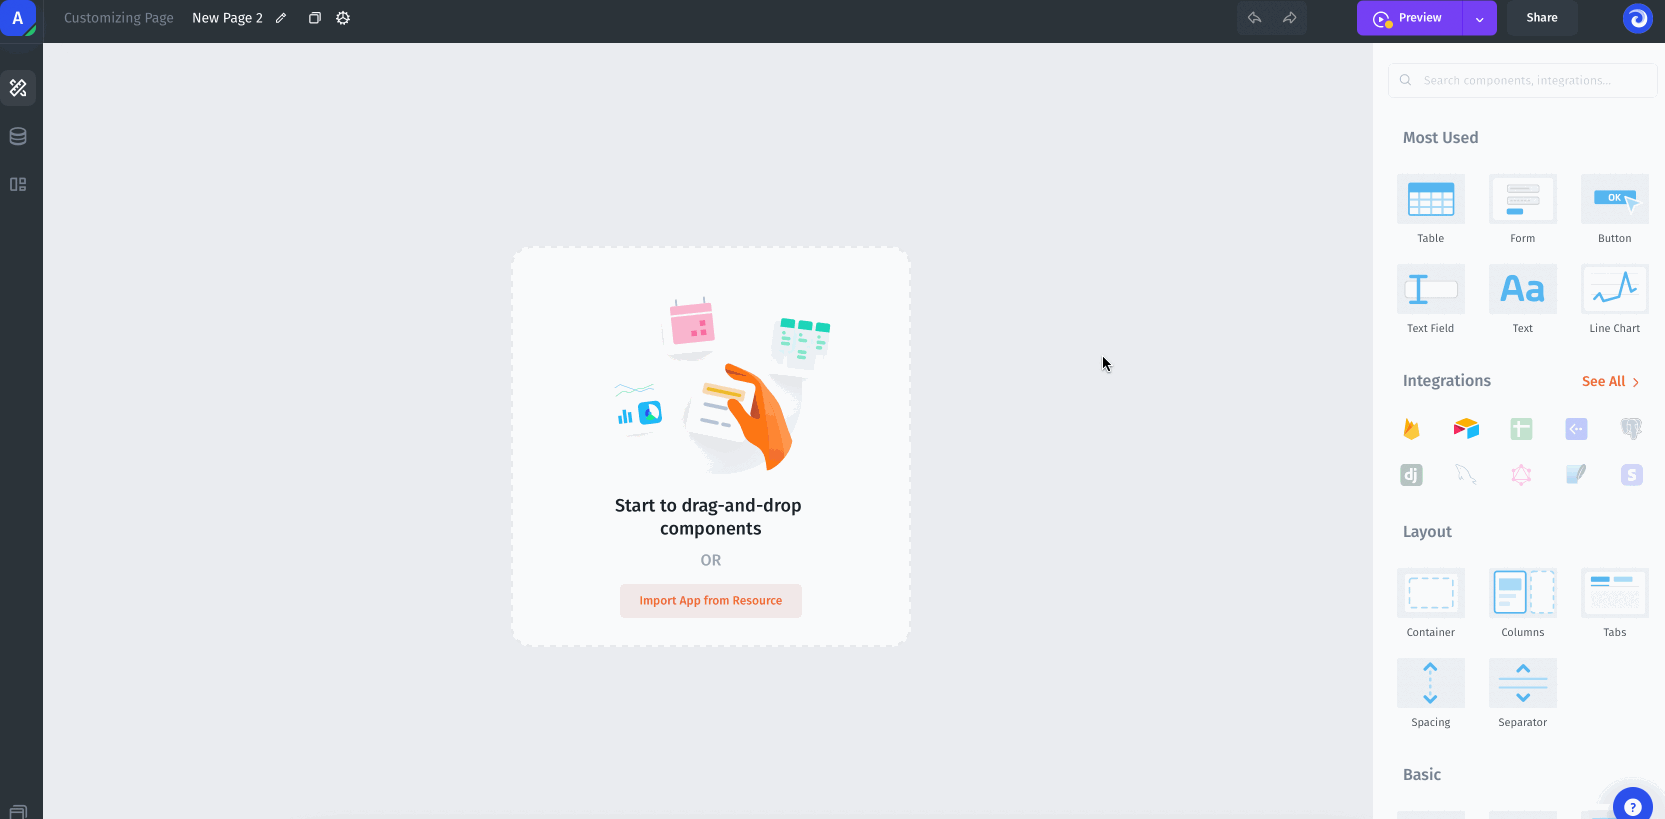 A
Customizing Page
New Page 2
Preview
Share
Search components, integrations...
Most Used
OK
Table
Form
Button
Aa
Text Field
Text
Line Chart
Integrations
See All
dj
S
Layout
Container
Columns
Tabs
Spacing
Separator
Basic
?
Start to drag-and-drop
components
OR
Import App from Resource